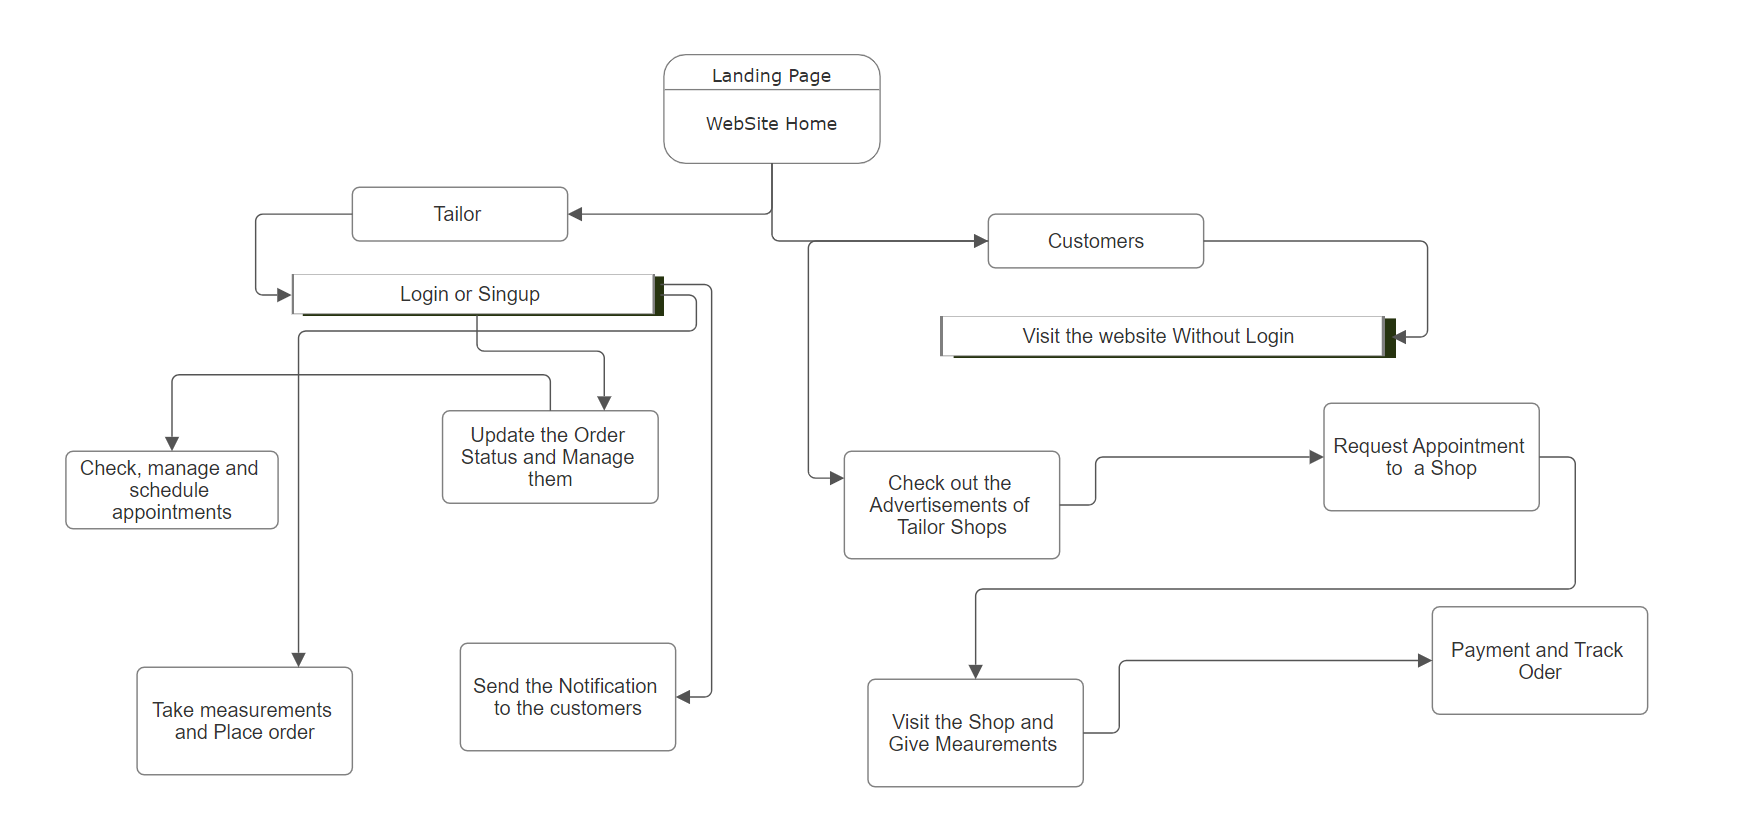 Landing Page
WebSite Home
Tailor
Customers
Login or Singup
Visit the website Without Login
Update the Order
Status and Manage
them
Check, manage and
schedule
appointments
Check out the
Advertisements of
Tailor Shops
Request Appointment
to  a Shop
Take measurements
and Place order
Send the Notification
to the customers
Visit the Shop and
Give Meaurements
Payment and Track
Oder